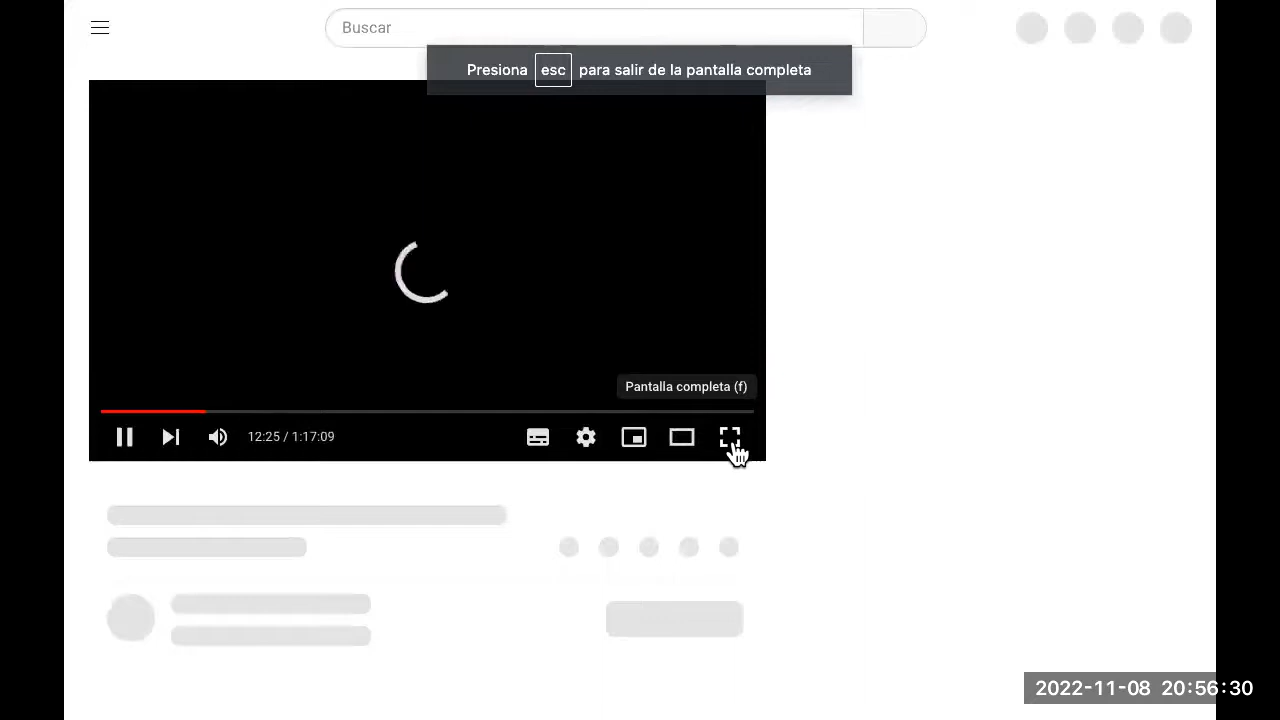 Buscar
Presiona esc para salir de la pantalla completa
Pantalla completa (f)
12:25 / 1:17:09
2022-11-08 20:56:30